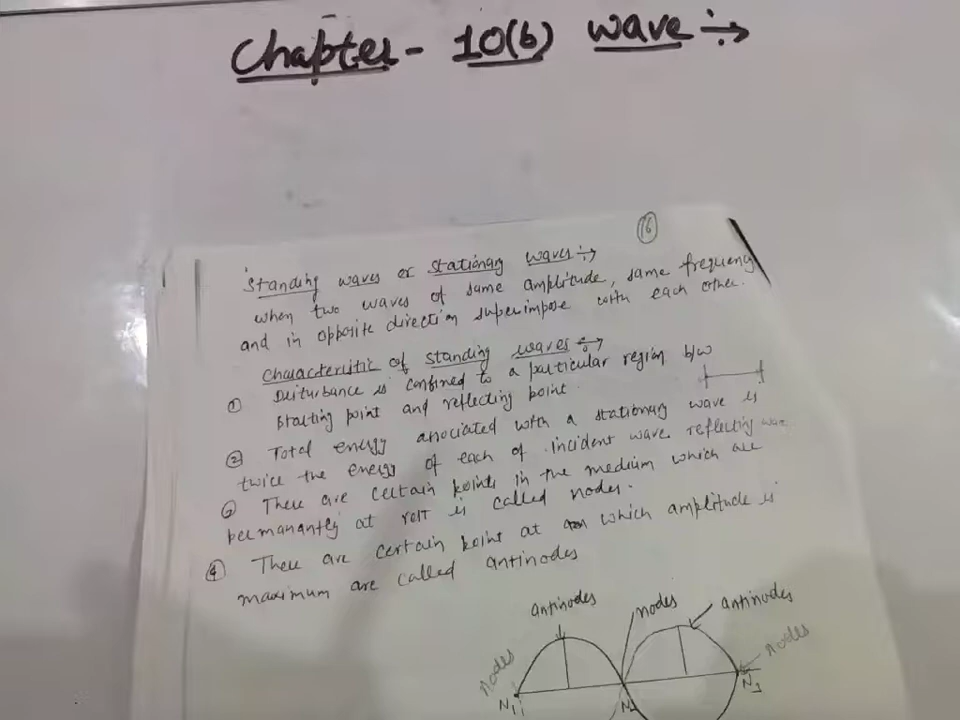 Chapter - 10(b) wave :→
16
Standing waves or stationary waves :→
when two waves of same amplitude, same frequency
and in opposite direction superimpose with each other.
characteristic of standing waves :→
① Disturbance is confined to a particular region b/w
starting point and reflecting point.
② Total energy anociated with a stationary wave is
twice the energy of each of incident wave reflecting wave
③ There are certain points in the medium which are
permanantly at rest is called nodes.
④ There are certain point at which amplitude is
maximum are called antinodes
antinodes
nodes
antinodes
nodes
nodes
N1
N2
N3